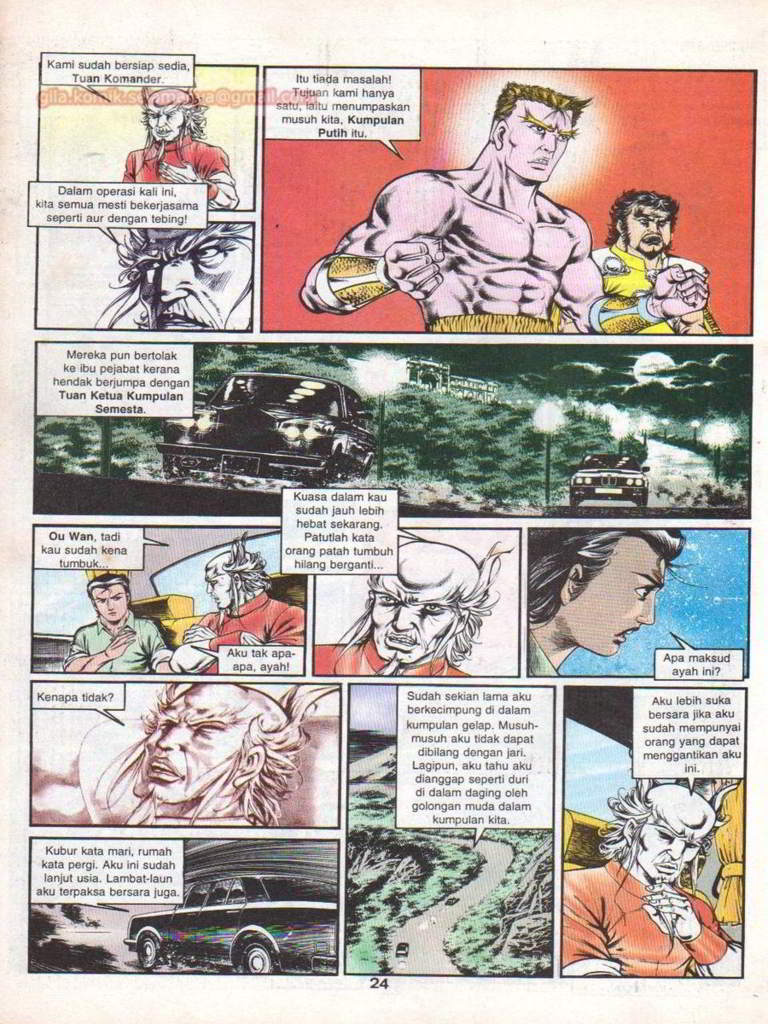 Kami sudah bersiap sedia,
Tuan Komander.
Dalam operasi kali ini,
kita semua mesti bekerjasama
seperti aur dengan tebing!
Itu tiada masalah!
Tujuan kami hanya
satu, iaitu menumpaskan
musuh kita, Kumpulan
Putih itu.
Mereka pun bertolak
ke ibu pejabat kerana
hendak berjumpa dengan
Tuan Ketua Kumpulan
Semesta.
Ou Wan, tadi
kau sudah kena
tumbuk...
Aku tak apa-
apa, ayah!
Kuasa dalam kau
sudah jauh lebih
hebat sekarang.
Patutlah kata
orang patah tumbuh
hilang berganti...
Apa maksud
ayah ini?
Kenapa tidak?
Kubur kata mari, rumah
kata pergi. Aku ini sudah
lanjut usia. Lambat-laun
aku terpaksa bersara juga.
Sudah sekian lama aku
berkecimpung di dalam
kumpulan gelap. Musuh-
musuh aku tidak dapat
dibilang dengan jari.
Lagipun, aku tahu aku
dianggap seperti duri
di dalam daging oleh
golongan muda dalam
kumpulan kita.
Aku lebih suka
bersara jika aku
sudah mempunyai
orang yang dapat
menggantikan aku
ini.
24